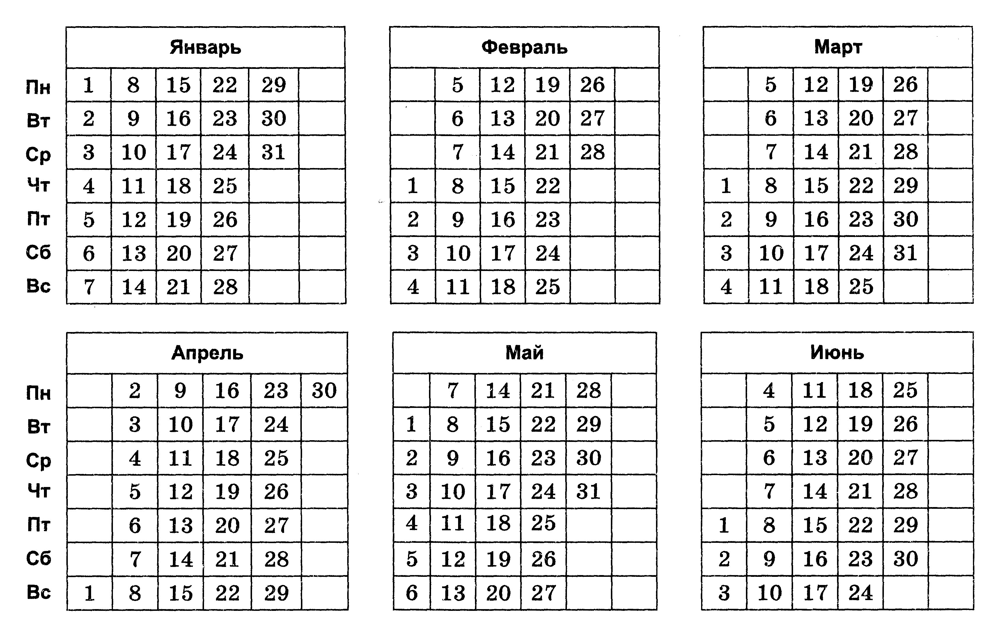 Январь Февраль Март
Пн 1 8 15 22 29 5 12 19 26 5 12 19 26
Вт 2 9 16 23 30 6 13 20 27 6 13 20 27
Ср 3 10 17 24 31 7 14 21 28 7 14 21 28
Чт 4 11 18 25 1 8 15 22 1 8 15 22 29
Пт 5 12 19 26 2 9 16 23 2 9 16 23 30
Сб 6 13 20 27 3 10 17 24 3 10 17 24 31
Вс 7 14 21 28 4 11 18 25 4 11 18 25
Апрель Май Июнь
Пн 2 9 16 23 30 7 14 21 28 4 11 18 25
Вт 3 10 17 24 1 8 15 22 29 5 12 19 26
Ср 4 11 18 25 2 9 16 23 30 6 13 20 27
Чт 5 12 19 26 3 10 17 24 31 7 14 21 28
Пт 6 13 20 27 4 11 18 25 1 8 15 22 29
Сб 7 14 21 28 5 12 19 26 2 9 16 23 30
Вс 1 8 15 22 29 6 13 20 27 3 10 17 24